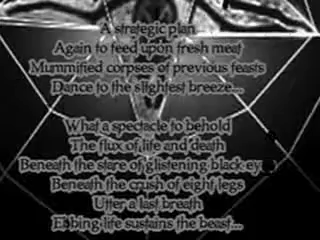 A strategic plan
Again to feed upon fresh meat
Mummified corpses of previous feasts
Dance to the slightest breeze...
What a spectacle to behold
The flux of life and death
Beneath the stare of glistening black eye
Beneath the crush of eight legs
Utter a last breath
Ebbing life sustains the beast...